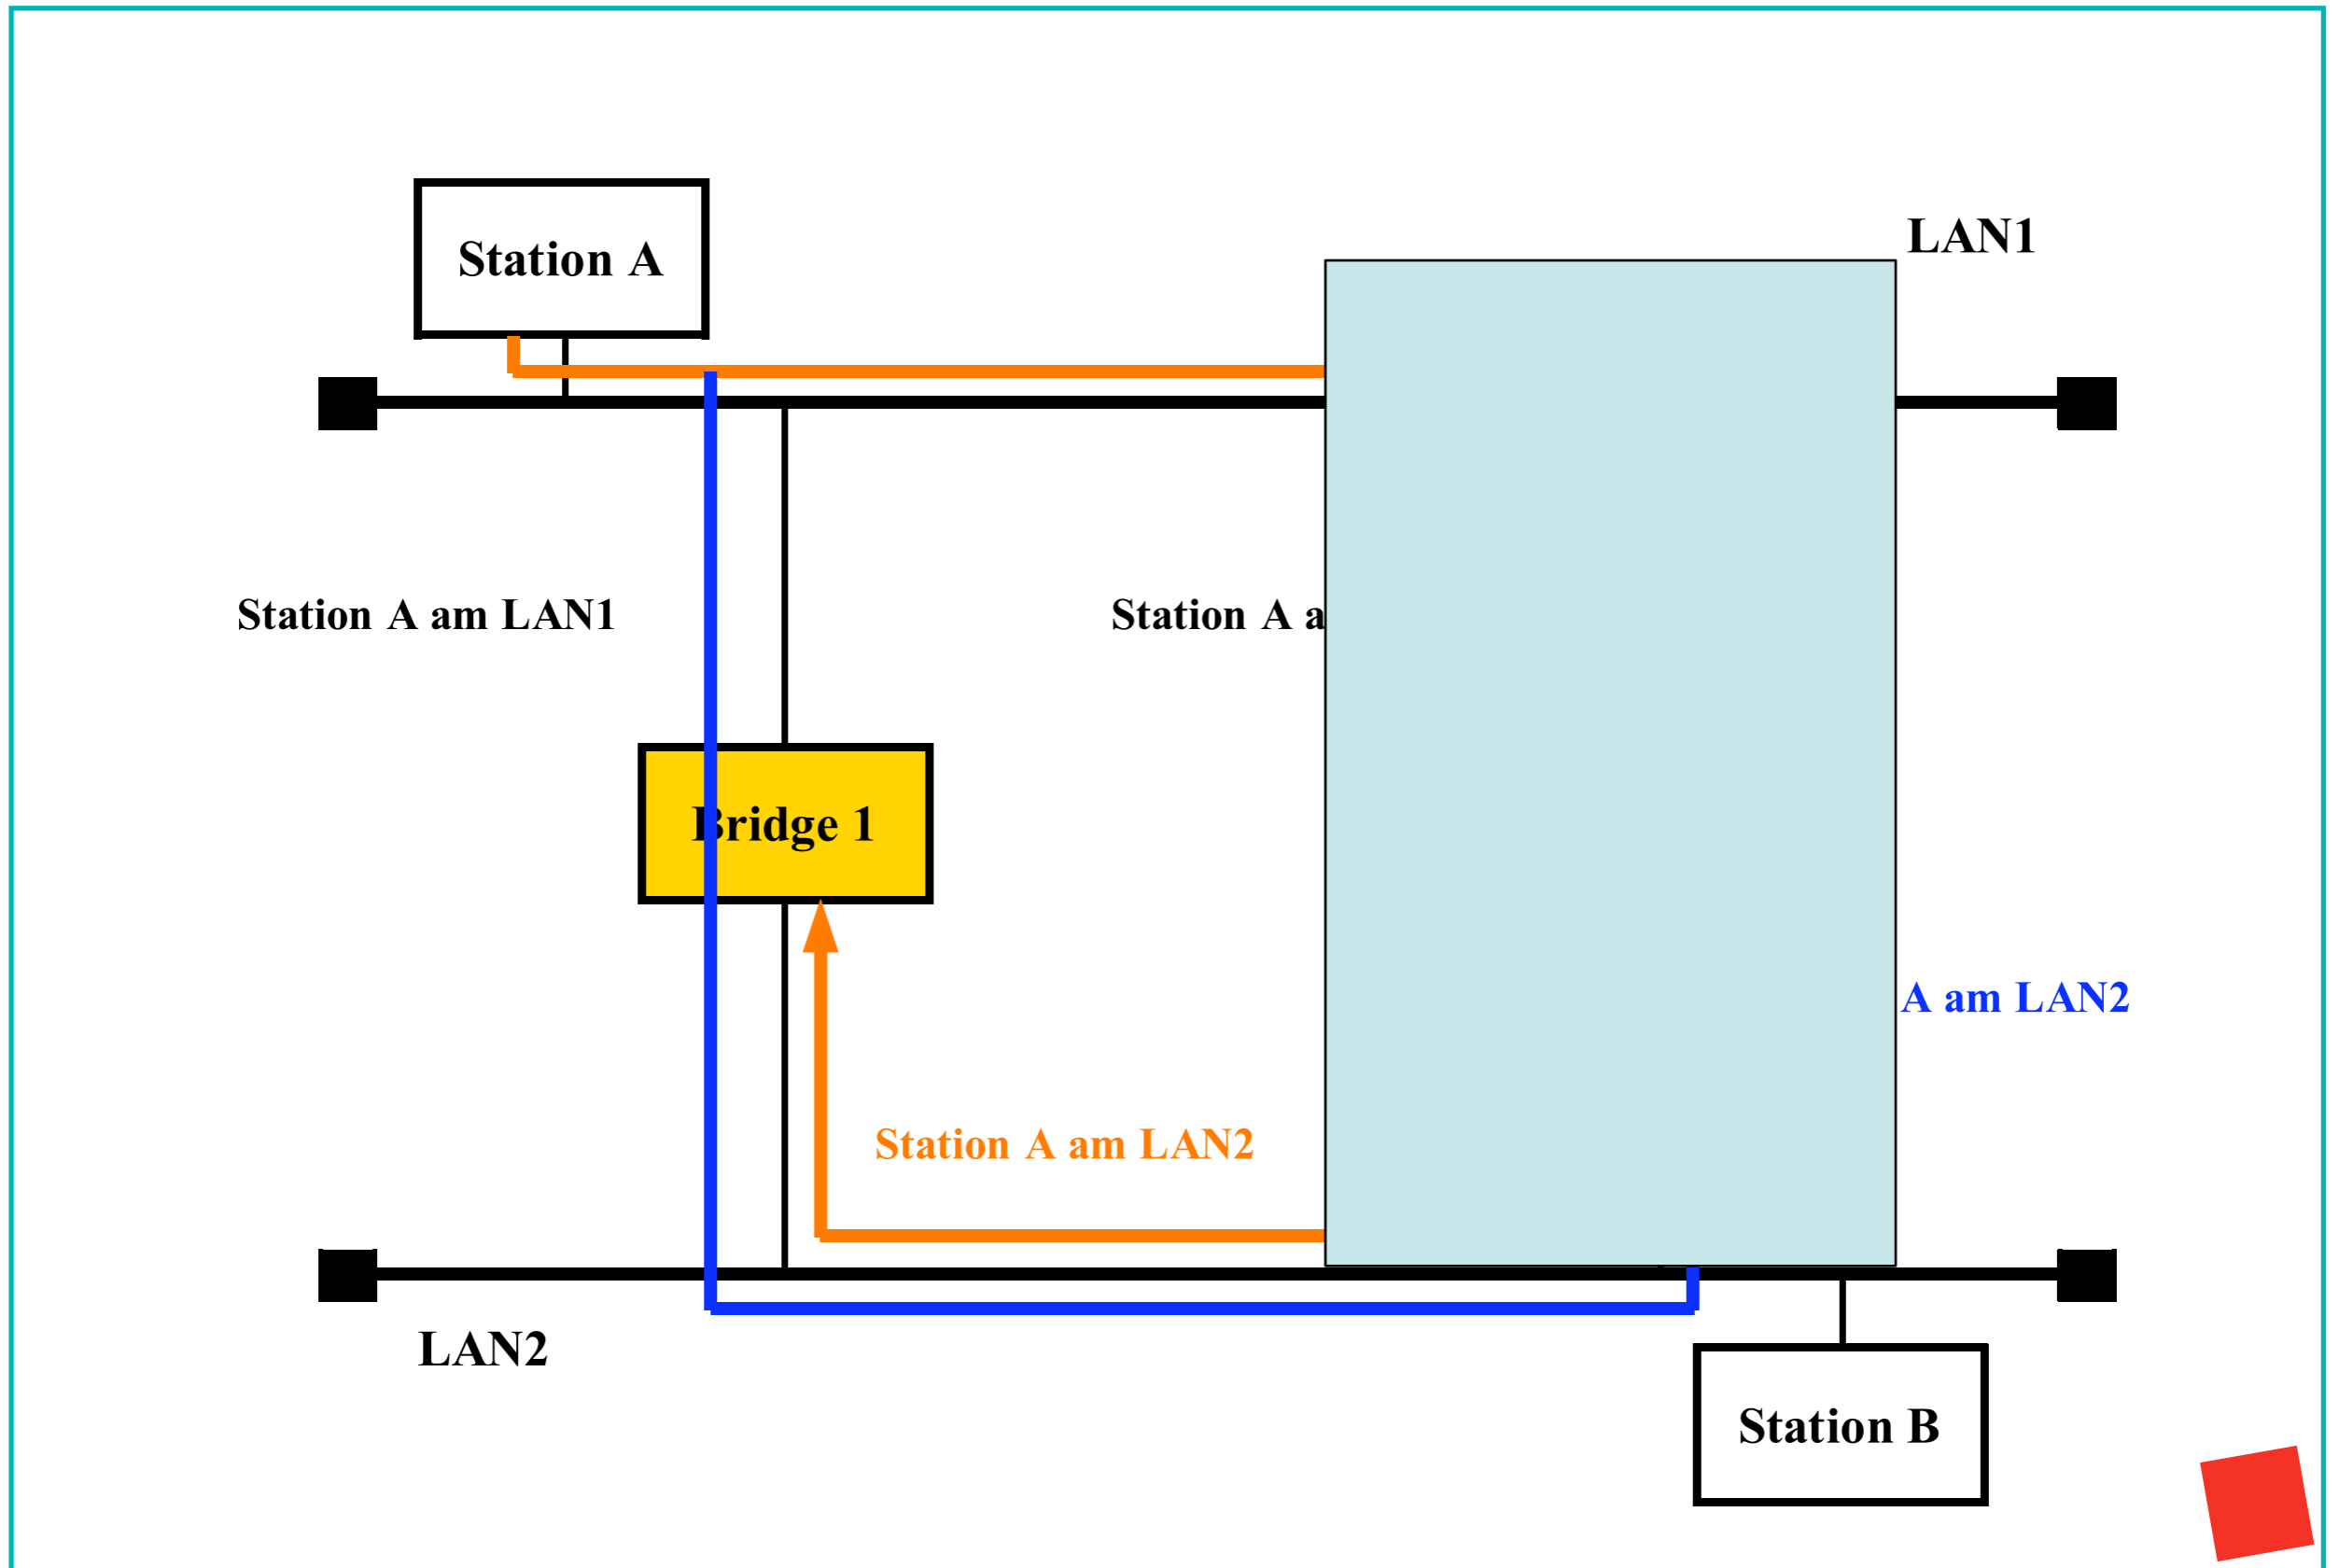 Station A
LAN1
Station A am LAN1
Station A a
Bridge 1
A am LAN2
Station A am LAN2
LAN2
Station B